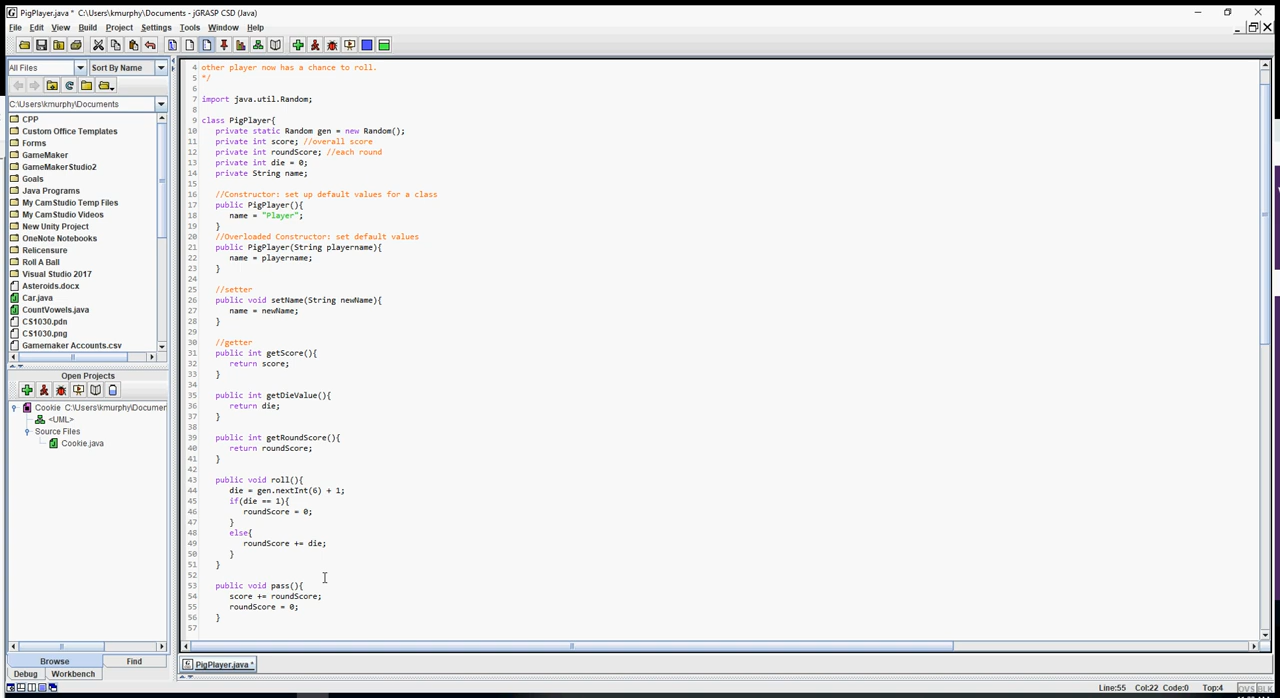 PigPlayer.java * C:\Users\kmurphy\Documents - jGRASP CSD (Java)
File Edit View Build Project Settings Tools Window Help
All Files Sort By Name
C:\Users\kmurphy\Documents
CPP
Custom Office Templates
Forms
GameMaker
GameMakerStudio2
Goals
Java Programs
My CamStudio Temp Files
My CamStudio Videos
New Unity Project
OneNote Notebooks
Relicensure
Roll A Ball
Visual Studio 2017
Asteroids.docx
Car.java
CountVowels.java
CS1030.pdn
CS1030.png
Gamemaker Accounts.csv
Open Projects
Cookie C:\Users\kmurphy\Documen
<UML>
Source Files
Cookie.java
Browse Find
Debug Workbench
4 other player now has a chance to roll.
5 */
6
7 import java.util.Random;
8
9 class PigPlayer{
10 private static Random gen = new Random();
11 private int score; //overall score
12 private int roundScore; //each round
13 private int die = 0;
14 private String name;
15
16 //Constructor: set up default values for a class
17 public PigPlayer(){
18 name = "Player";
19 }
20 //Overloaded Constructor: set default values
21 public PigPlayer(String playername){
22 name = playername;
23 }
24
25 //setter
26 public void setName(String newName){
27 name = newName;
28 }
29
30 //getter
31 public int getScore(){
32 return score;
33 }
34
35 public int getDieValue(){
36 return die;
37 }
38
39 public int getRoundScore(){
40 return roundScore;
41 }
42
43 public void roll(){
44 die = gen.nextInt(6) + 1;
45 if(die == 1){
46 roundScore = 0;
47 }
48 else{
49 roundScore += die;
50 }
51 }
52
53 public void pass(){
54 score += roundScore;
55 roundScore = 0;
56 }
57
PigPlayer.java *
Line:55 Col:22 Code:0 Top:4 OVS BLK